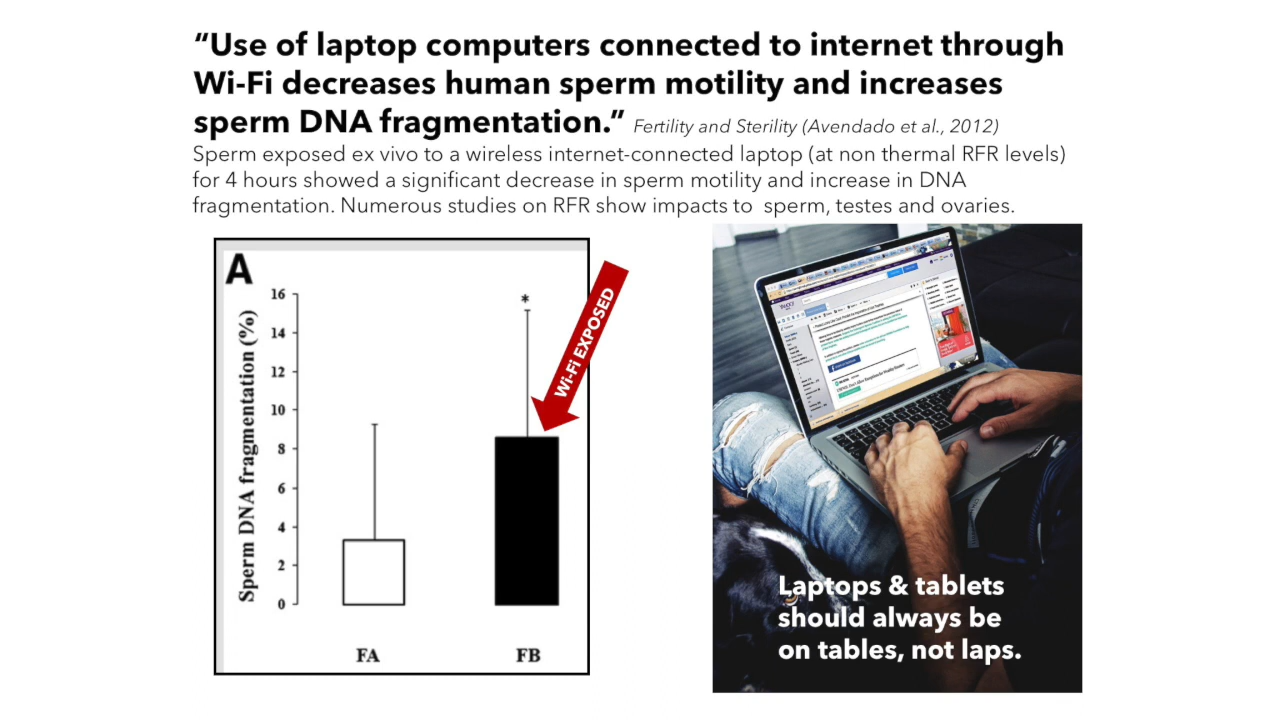 “Use of laptop computers connected to internet through
Wi-Fi decreases human sperm motility and increases
sperm DNA fragmentation.” Fertility and Sterility (Avendado et al., 2012)
Sperm exposed ex vivo to a wireless internet-connected laptop (at non thermal RFR levels)
for 4 hours showed a significant decrease in sperm motility and increase in DNA
fragmentation. Numerous studies on RFR show impacts to sperm, testes and ovaries.
A
Sperm DNA fragmentation (%)
16
14
12
10
8
6
4
2
0
*
Wi-Fi EXPOSED
FA
FB
YAHOO!
Laptops & tablets
should always be
on tables, not laps.